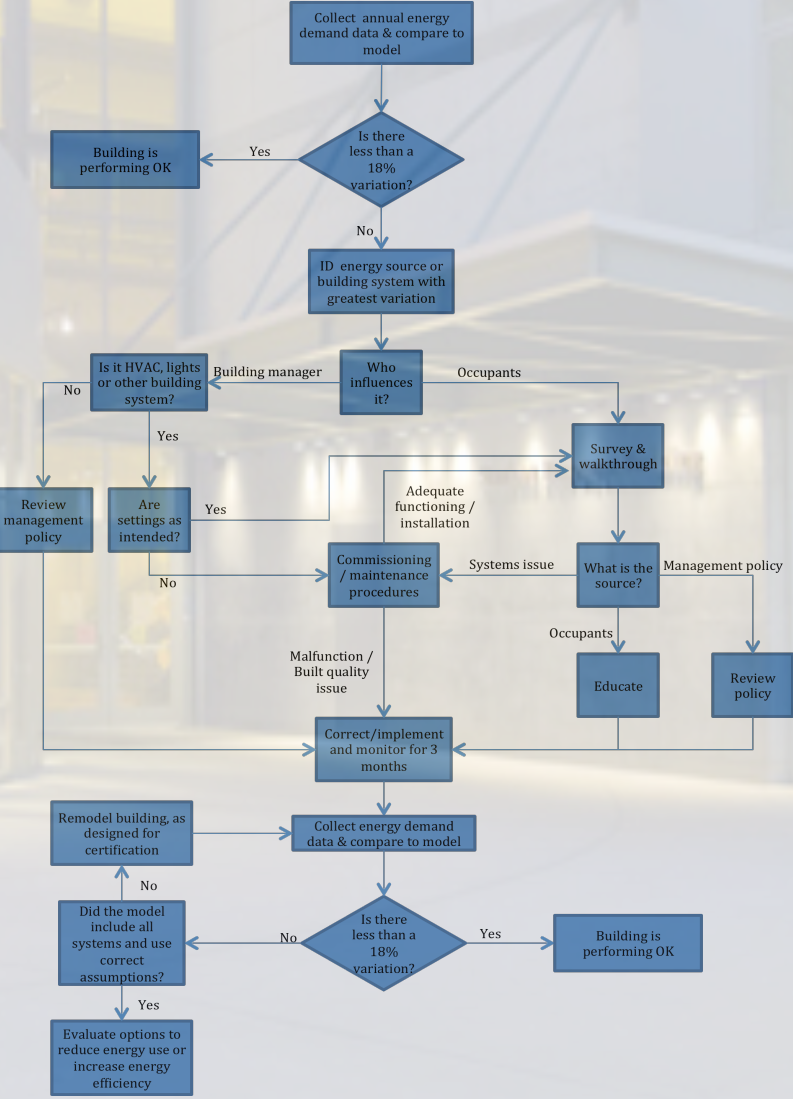 Collect annual energy
demand data & compare to
model
Is there
less than a
18%
variation?
Yes
Building is
performing OK
No
ID energy source or
building system with
greatest variation
Who
influences
it?
Building manager
Occupants
Is it HVAC, lights
or other building
system?
No
Yes
Survey &
walkthrough
Review
management
policy
Are
settings as
intended?
Yes
Adequate
functioning /
installation
No
Commissioning
/ maintenance
procedures
Systems issue
What is the
source?
Management policy
Occupants
Malfunction /
Built quality
issue
Educate
Review
policy
Correct/implement
and monitor for 3
months
Remodel building, as
designed for
certification
Collect energy demand
data & compare to model
No
Did the model
include all
systems and use
correct
assumptions?
No
Is there
less than a
18%
variation?
Yes
Building is
performing OK
Yes
Evaluate options to
reduce energy use or
increase energy
efficiency